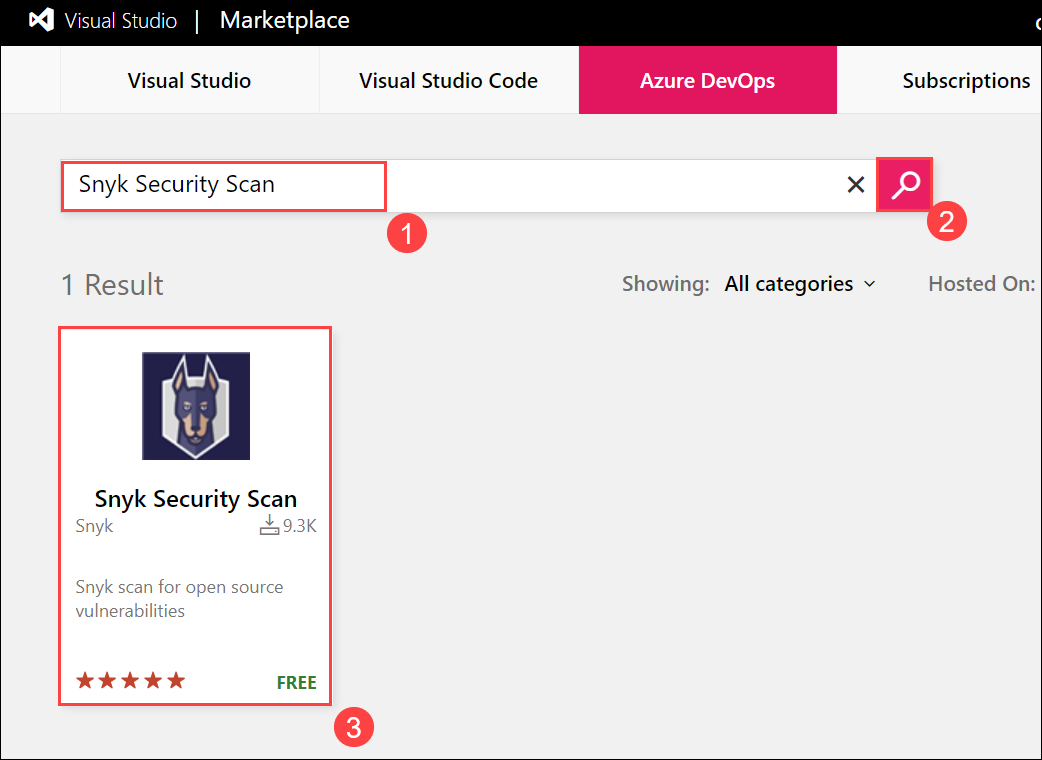 Visual Studio | Marketplace
Visual Studio Visual Studio Code Azure DevOps Subscriptions
Snyk Security Scan
1
2
1 Result Showing: All categories Hosted On:
Snyk Security Scan
Snyk 9.3K
Snyk scan for open source
vulnerabilities
FREE
3